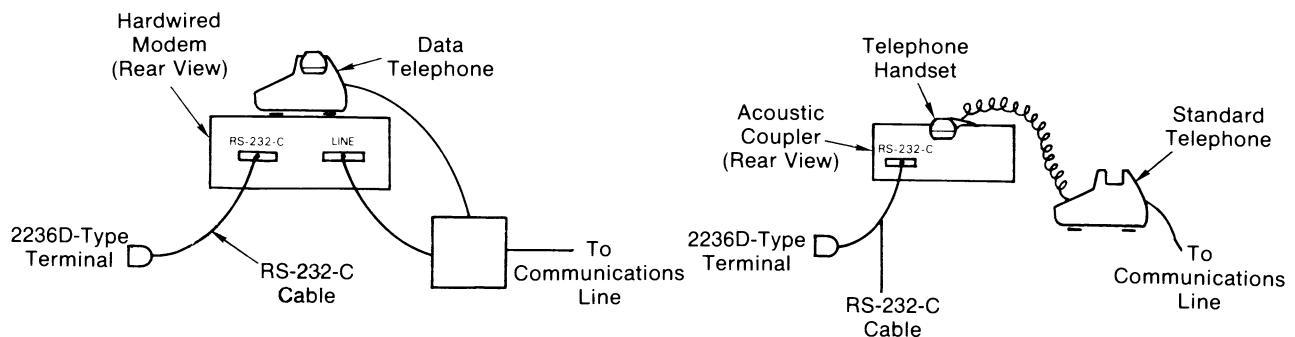 Hardwired
Modem
(Rear View)
Data
Telephone
RS-232-C
LINE
2236D-Type
Terminal
RS-232-C
Cable
To
Communications
Line
Telephone
Handset
Acoustic
Coupler
(Rear View)
RS-232-C
Standard
Telephone
2236D-Type
Terminal
RS-232-C
Cable
To
Communications
Line